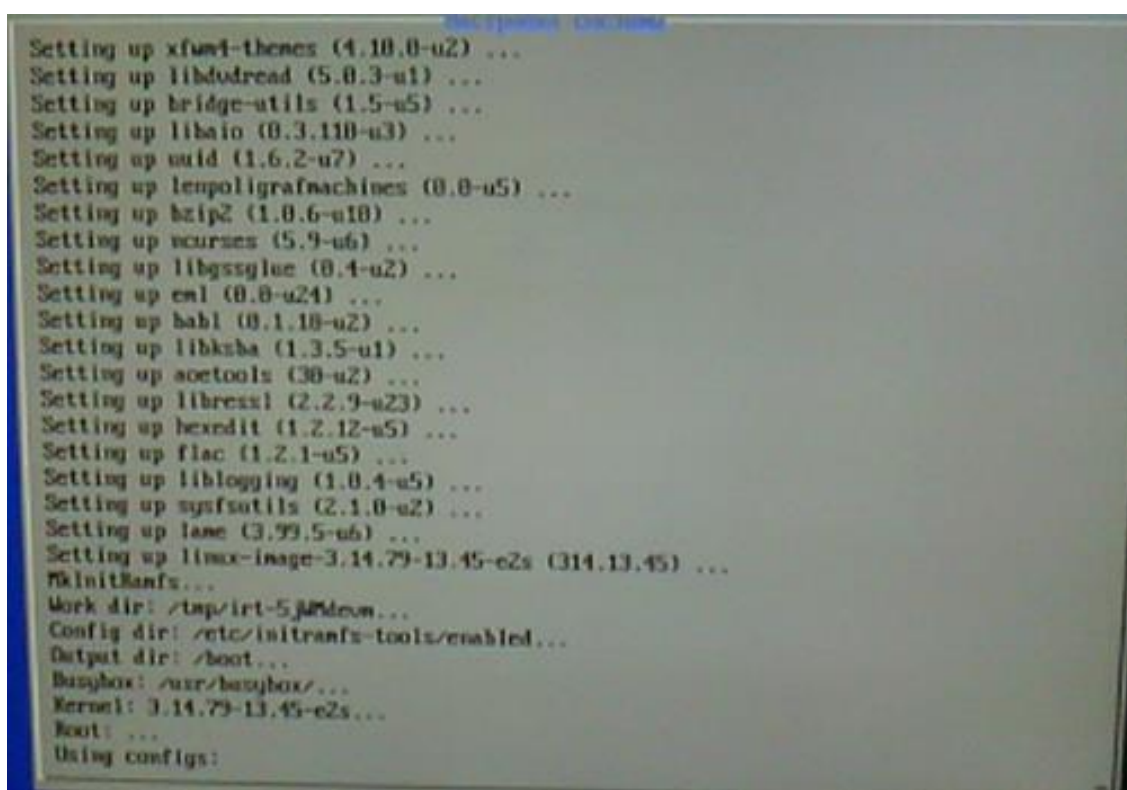 Настройка системы
Setting up xfwm4-themes (4.10.0-u2) ...
Setting up libdvdread (5.0.3-u1) ...
Setting up bridge-utils (1.5-u5) ...
Setting up libaio (0.3.110-u3) ...
Setting up uuid (1.6.2-u7) ...
Setting up lenpoligrafmachines (0.0-u5) ...
Setting up bzip2 (1.0.6-u10) ...
Setting up ncurses (5.9-u6) ...
Setting up libgssglue (0.4-u2) ...
Setting up eml (0.0-u24) ...
Setting up babl (0.1.10-u2) ...
Setting up libksba (1.3.5-u1) ...
Setting up aoetools (30-u2) ...
Setting up libressl (2.2.9-u23) ...
Setting up hexedit (1.2.12-u5) ...
Setting up flac (1.2.1-u5) ...
Setting up liblogging (1.0.4-u5) ...
Setting up sysfsutils (2.1.0-u2) ...
Setting up lame (3.99.5-u6) ...
Setting up linux-image-3.14.79-13.45-e2s (314.13.45) ...
MkInitRamfs...
Work dir:
Config dir: /etc/initramfs-tools/enabled...
Output dir: /boot...
Busybox: /usr/busybox/...
Kernel: 3.14.79-13.45-e2s...
Root: ...
Using configs: